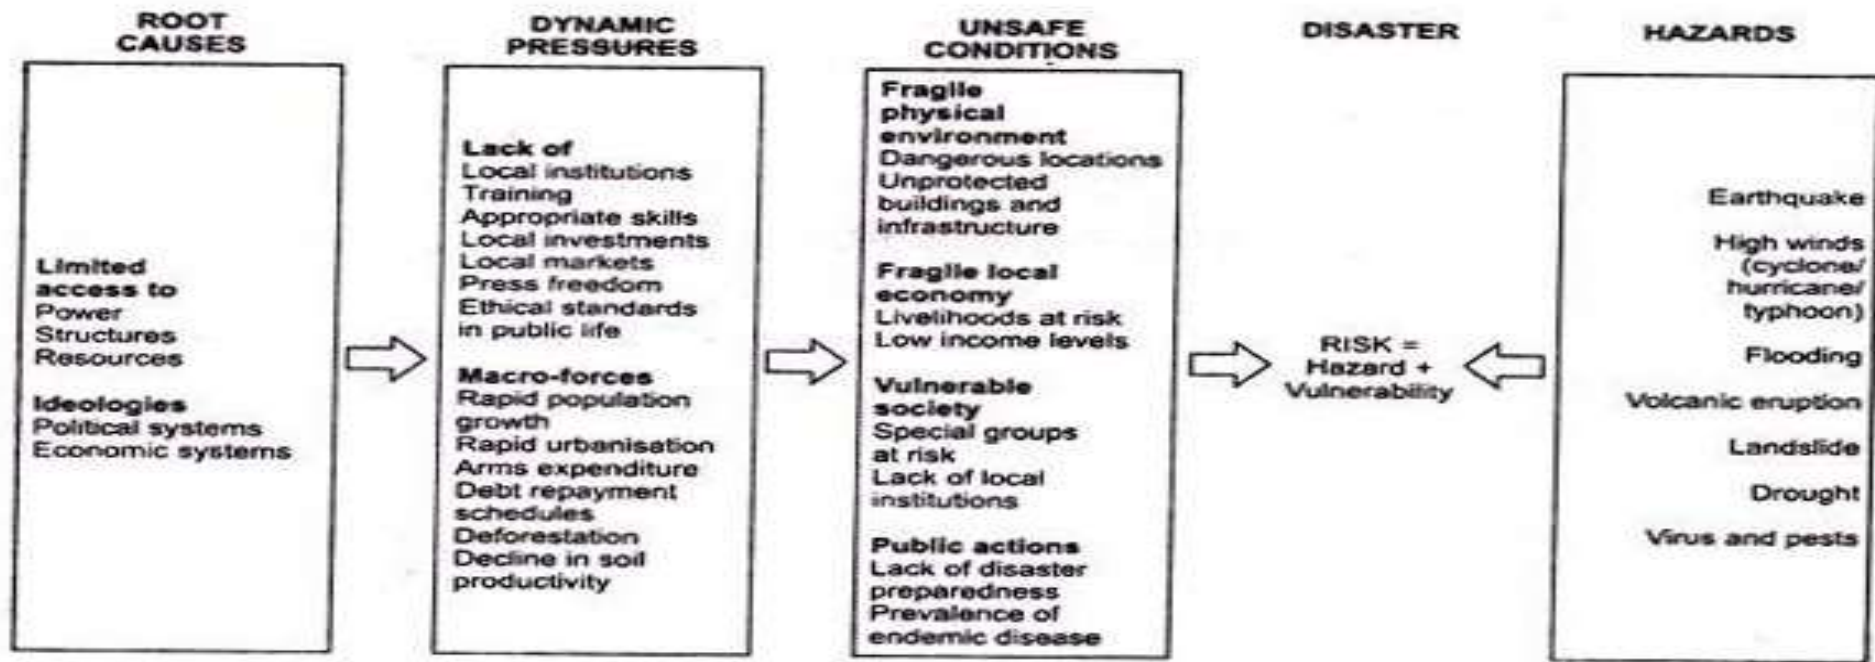 ROOT
CAUSES
Limited
access to
Power
Structures
Resources
Ideologies
Political systems
Economic systems
DYNAMIC
PRESSURES
Lack of
Local institutions
Training
Appropriate skills
Local investments
Local markets
Press freedom
Ethical standards
in public life
Macro-forces
Rapid population
growth
Rapid urbanisation
Arms expenditure
Debt repayment
schedules
Deforestation
Decline in soil
productivity
UNSAFE
CONDITIONS
Fragile
physical
environment
Dangerous locations
Unprotected
buildings and
infrastructure
Fragile local
economy
Livelihoods at risk
Low income levels
Vulnerable
society
Special groups
at risk
Lack of local
institutions
Public actions
Lack of disaster
preparedness
Prevalence of
endemic disease
DISASTER
RISK =
Hazard +
Vulnerability
HAZARDS
Earthquake
High winds
(cyclone/
hurricane/
typhoon)
Flooding
Volcanic eruption
Landslide
Drought
Virus and pests